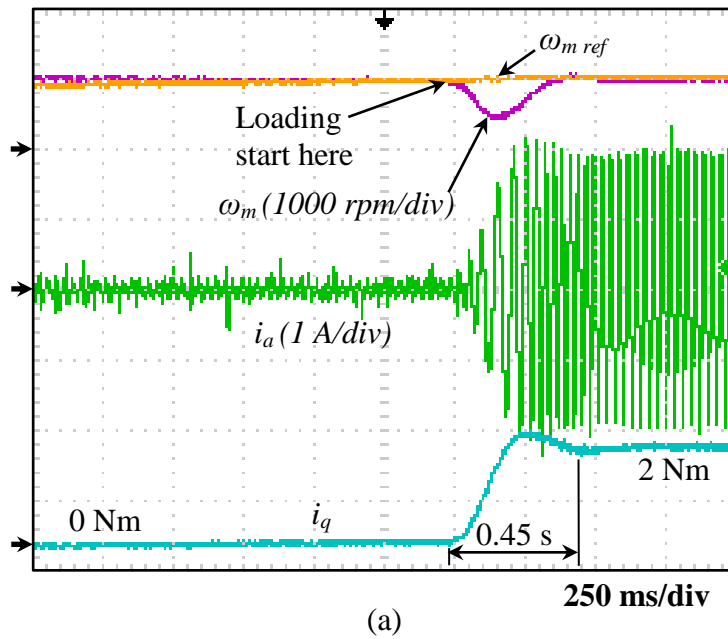 ωm ref
Loading
start here
ωm (1000 rpm/div)
ia (1 A/div)
0 Nm
iq
2 Nm
0.45 s
250 ms/div
(a)